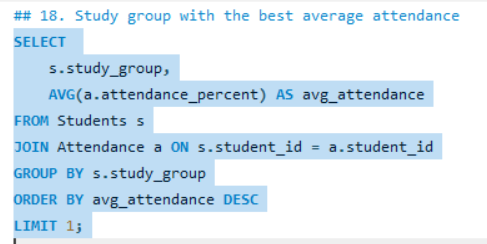 ## 18. Study group with the best average attendance
SELECT
    s.study_group,
    AVG(a.attendance_percent) AS avg_attendance
FROM Students s
JOIN Attendance a ON s.student_id = a.student_id
GROUP BY s.study_group
ORDER BY avg_attendance DESC
LIMIT 1;